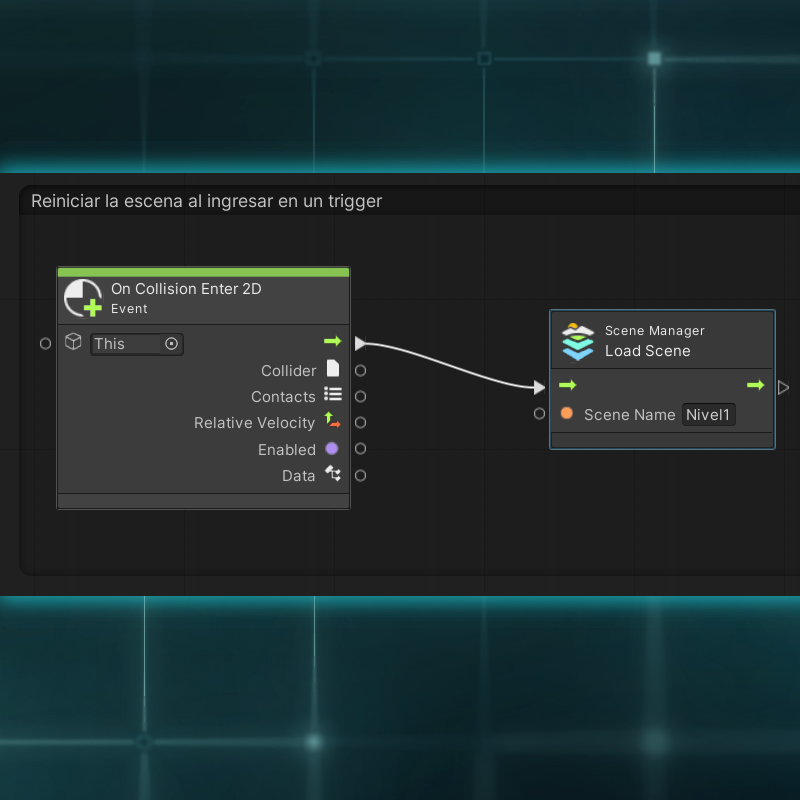 Reiniciar la escena al ingresar en un trigger
On Collision Enter 2D
Event
This
Collider
Contacts
Relative Velocity
Enabled
Data
Scene Manager
Load Scene
Scene Name Nivel1